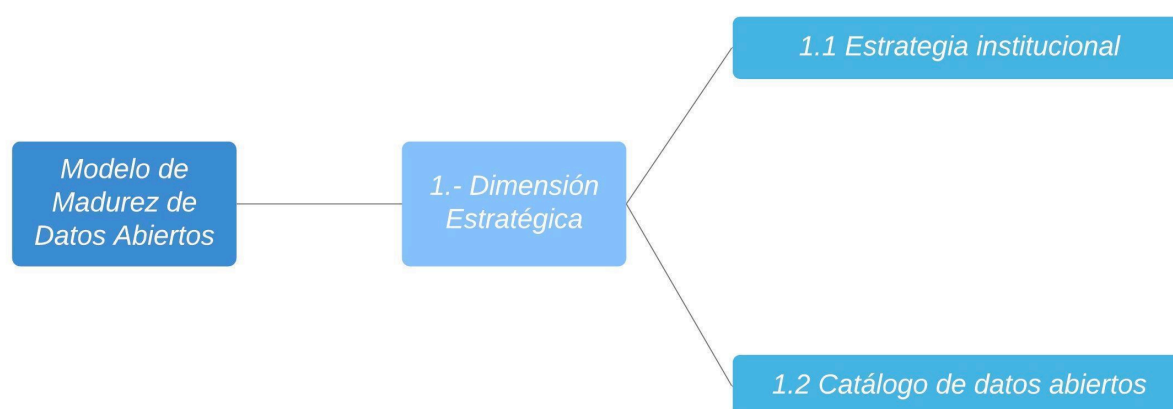 Modelo de
Madurez de
Datos Abiertos
1.- Dimensión
Estratégica
1.1 Estrategia institucional
1.2 Catálogo de datos abiertos